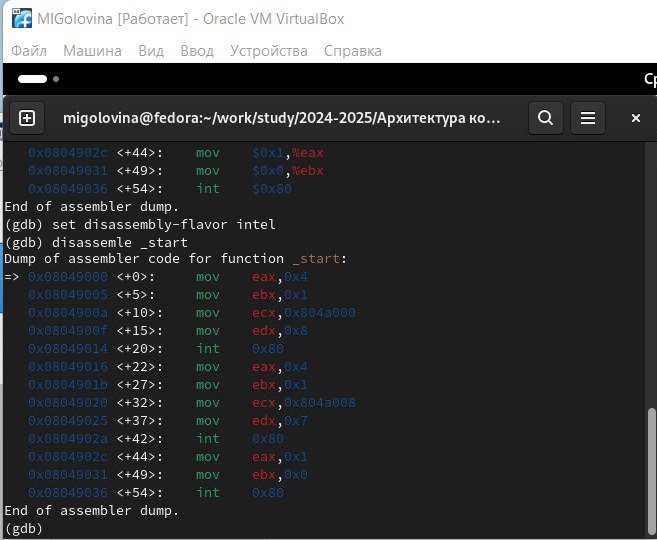 MIGolovina [Работает] - Oracle VM VirtualBox
Файл Машина Вид Ввод Устройства Справка
Ср
migolovina@fedora:~/work/study/2024-2025/Архитектура ко...
0x0804902c <+44>: mov $0x1,%eax
0x08049031 <+49>: mov $0x0,%ebx
0x08049036 <+54>: int $0x80
End of assembler dump.
(gdb) set disassembly-flavor intel
(gdb) disassemle _start
Dump of assembler code for function _start:
=> 0x08049000 <+0>: mov eax,0x4
0x08049005 <+5>: mov ebx,0x1
0x0804900a <+10>: mov ecx,0x804a000
0x0804900f <+15>: mov edx,0x8
0x08049014 <+20>: int 0x80
0x08049016 <+22>: mov eax,0x4
0x0804901b <+27>: mov ebx,0x1
0x08049020 <+32>: mov ecx,0x804a008
0x08049025 <+37>: mov edx,0x7
0x0804902a <+42>: int 0x80
0x0804902c <+44>: mov eax,0x1
0x08049031 <+49>: mov ebx,0x0
0x08049036 <+54>: int 0x80
End of assembler dump.
(gdb)